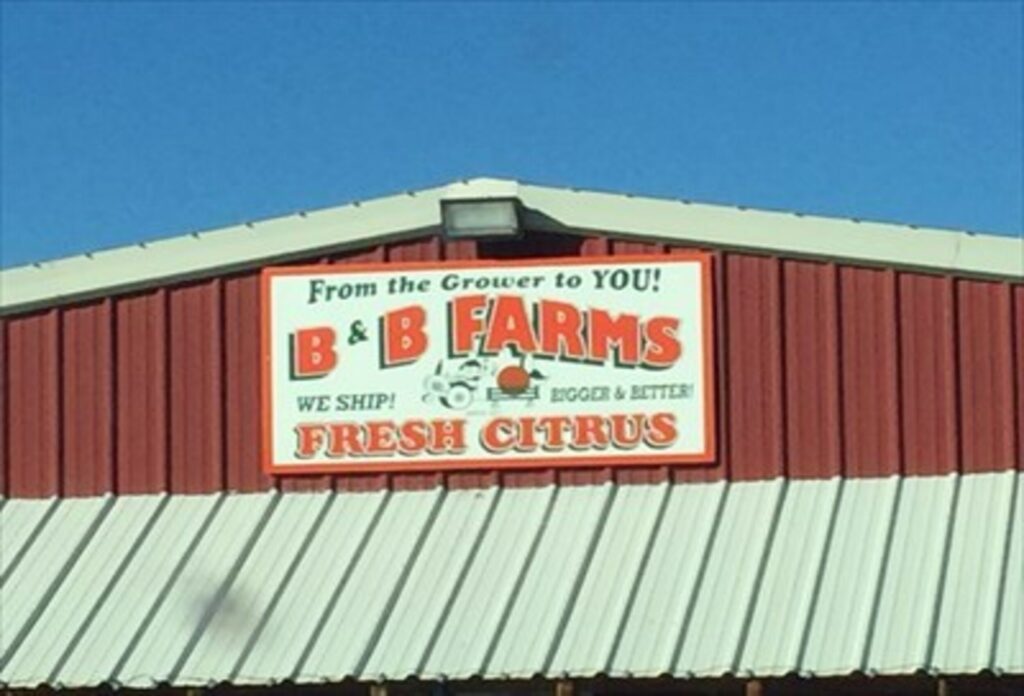 From the Grower to YOU!
B & B FARMS
WE SHIP! BIGGER & BETTER!
FRESH CITRUS